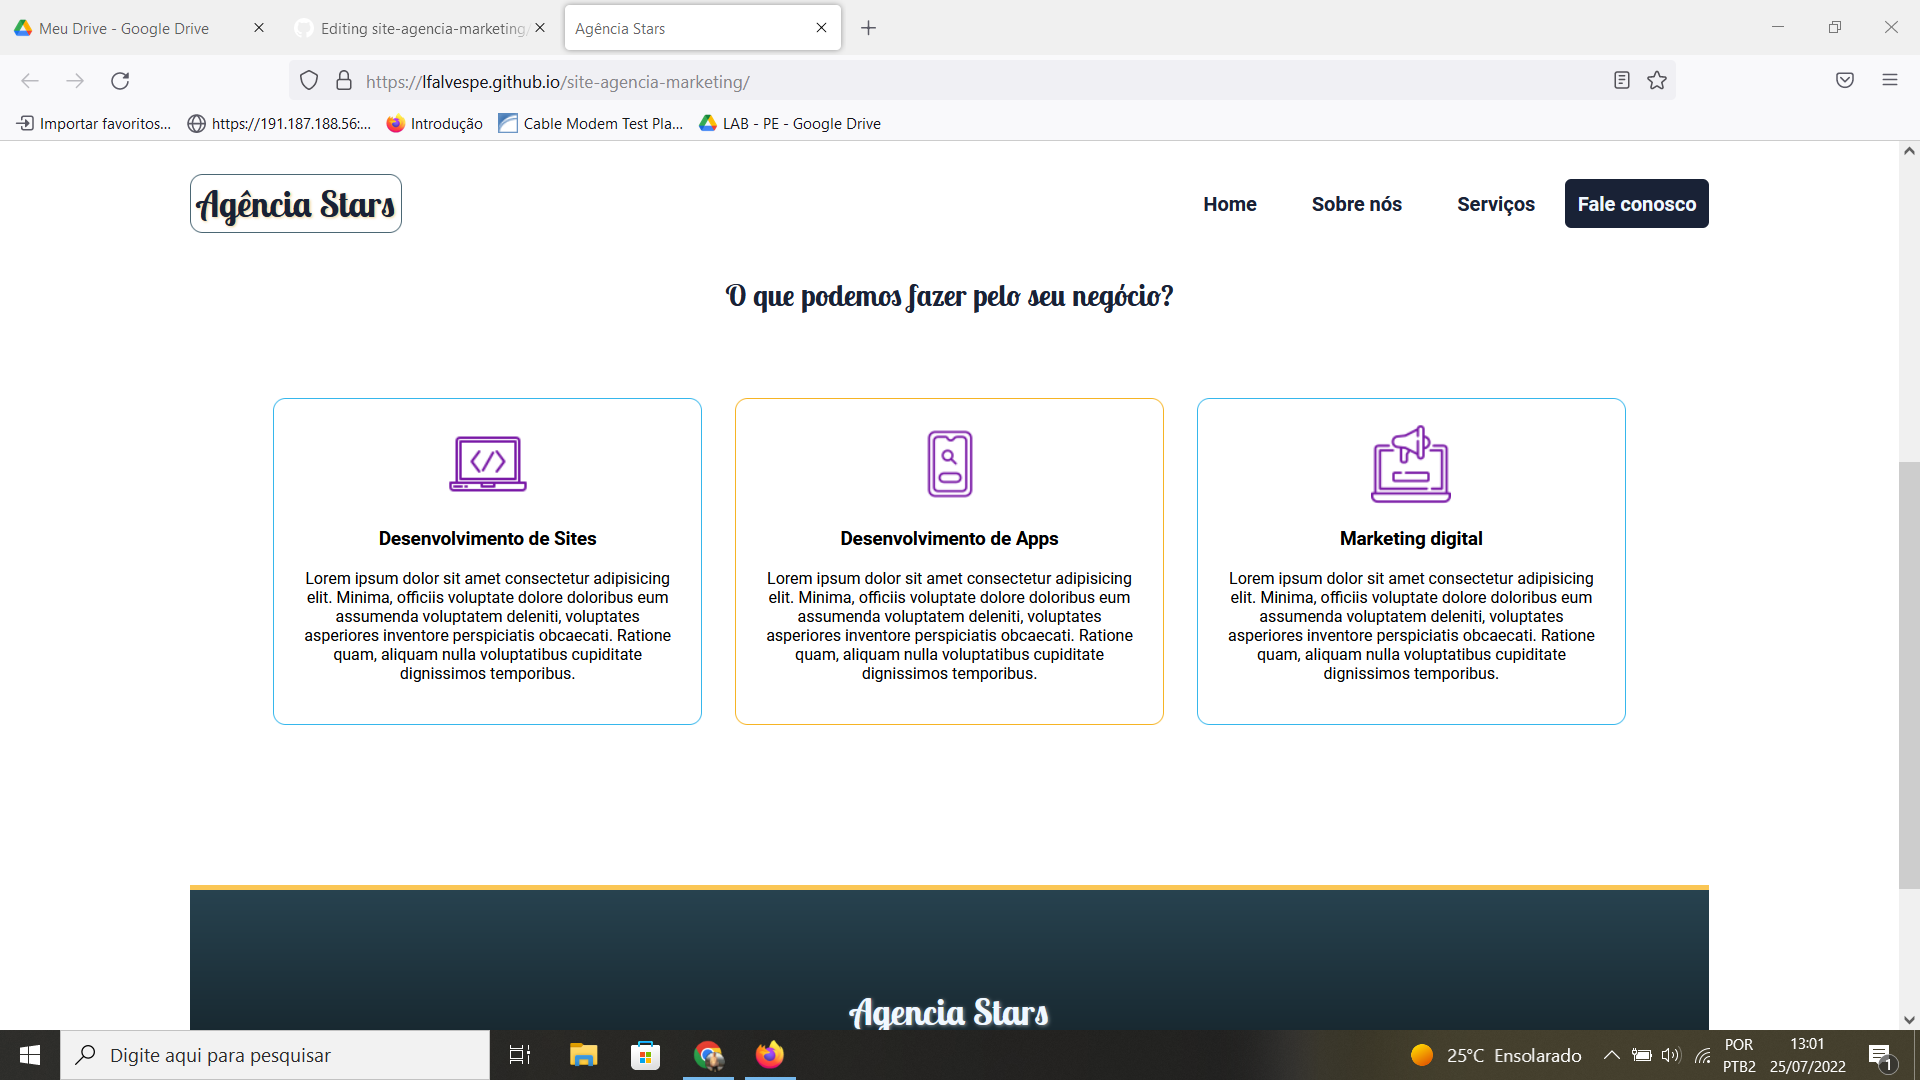 Meu Drive - Google Drive
Editing site-agencia-marketing/
Agência Stars
https://lfalvespe.github.io/site-agencia-marketing/
Importar favoritos...
https://191.187.188.56:...
Introdução
Cable Modem Test Pla...
LAB - PE - Google Drive
Agência Stars
Home
Sobre nós
Serviços
Fale conosco
O que podemos fazer pelo seu negócio?
Desenvolvimento de Sites
Lorem ipsum dolor sit amet consectetur adipisicing
elit. Minima, officiis voluptate dolore doloribus eum
assumenda voluptatem deleniti, voluptates
asperiores inventore perspiciatis obcaecati. Ratione
quam, aliquam nulla voluptatibus cupiditate
dignissimos temporibus.
Desenvolvimento de Apps
Lorem ipsum dolor sit amet consectetur adipisicing
elit. Minima, officiis voluptate dolore doloribus eum
assumenda voluptatem deleniti, voluptates
asperiores inventore perspiciatis obcaecati. Ratione
quam, aliquam nulla voluptatibus cupiditate
dignissimos temporibus.
Marketing digital
Lorem ipsum dolor sit amet consectetur adipisicing
elit. Minima, officiis voluptate dolore doloribus eum
assumenda voluptatem deleniti, voluptates
asperiores inventore perspiciatis obcaecati. Ratione
quam, aliquam nulla voluptatibus cupiditate
dignissimos temporibus.
Agencia Stars
Digite aqui para pesquisar
25°C Ensolarado
POR
PTB2
13:01
25/07/2022
1